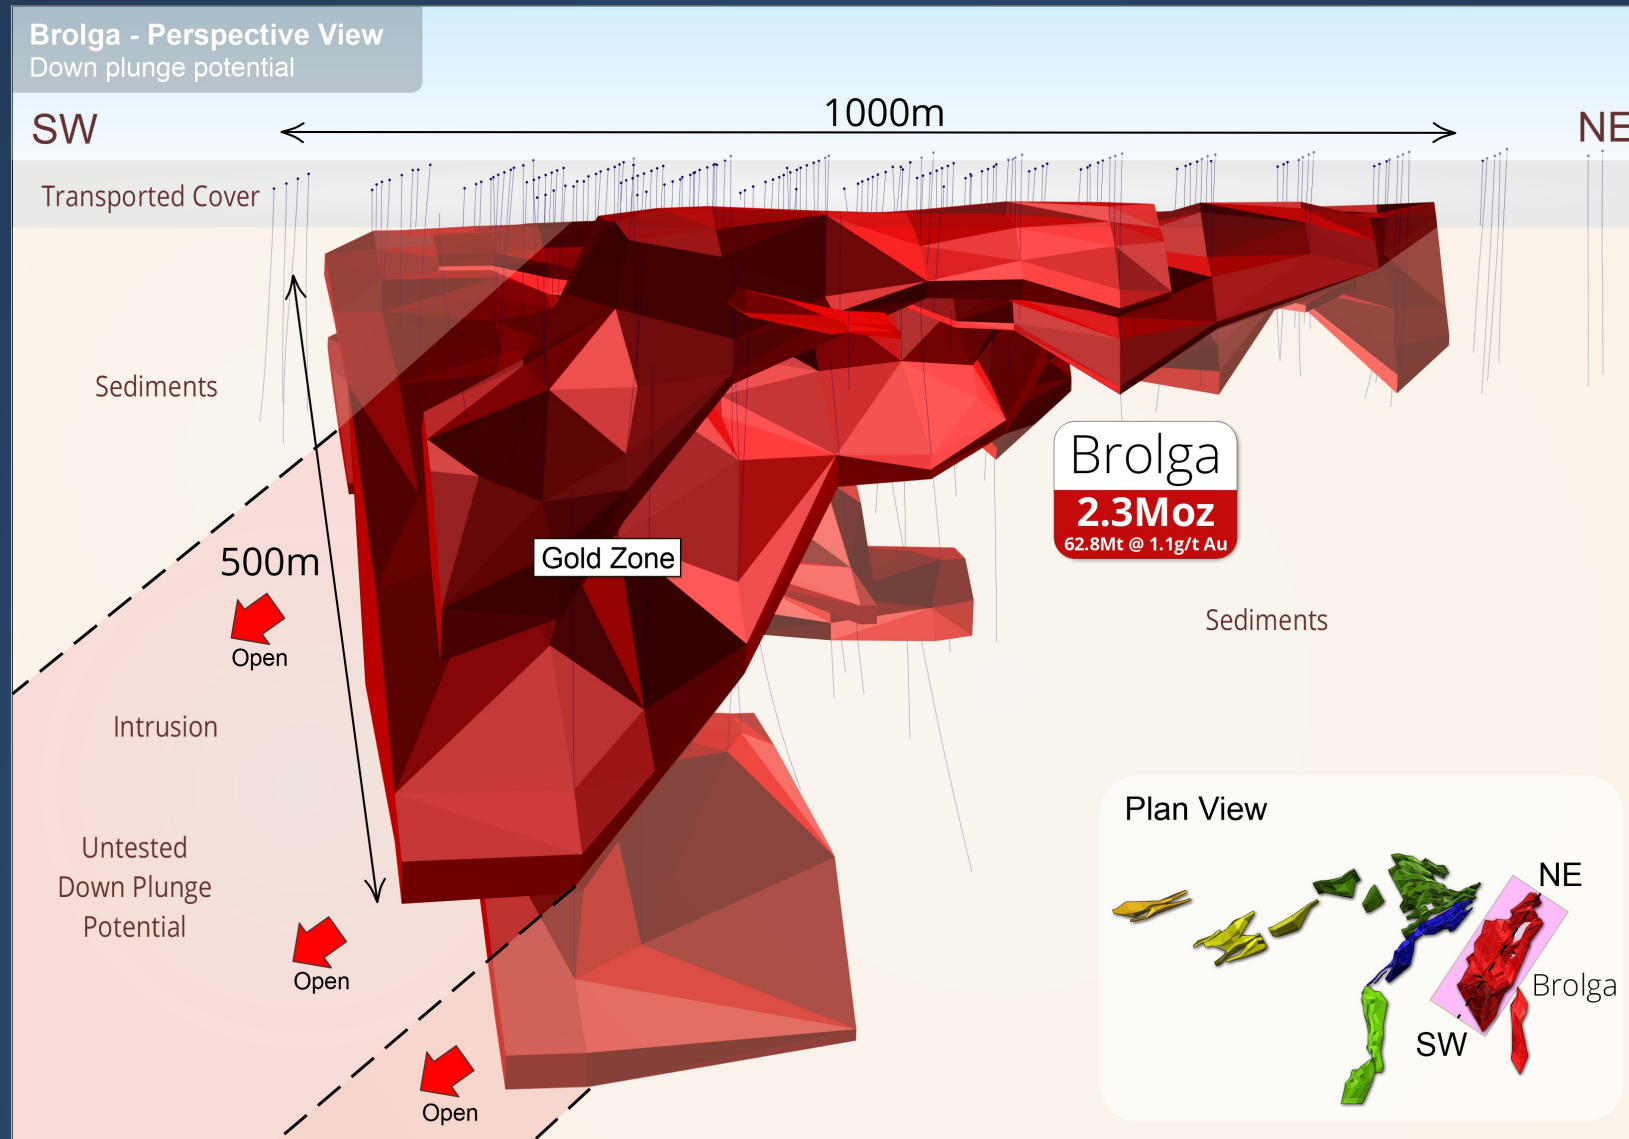 Brolga - Perspective View
Down plunge potential
SW
1000m
NE
Transported Cover
Sediments
Brolga
2.3Moz
62.8Mt @ 1.1g/t Au
500m
Gold Zone
Open
Sediments
Intrusion
Untested
Down Plunge
Potential
Open
Open
Plan View
NE
Brolga
SW